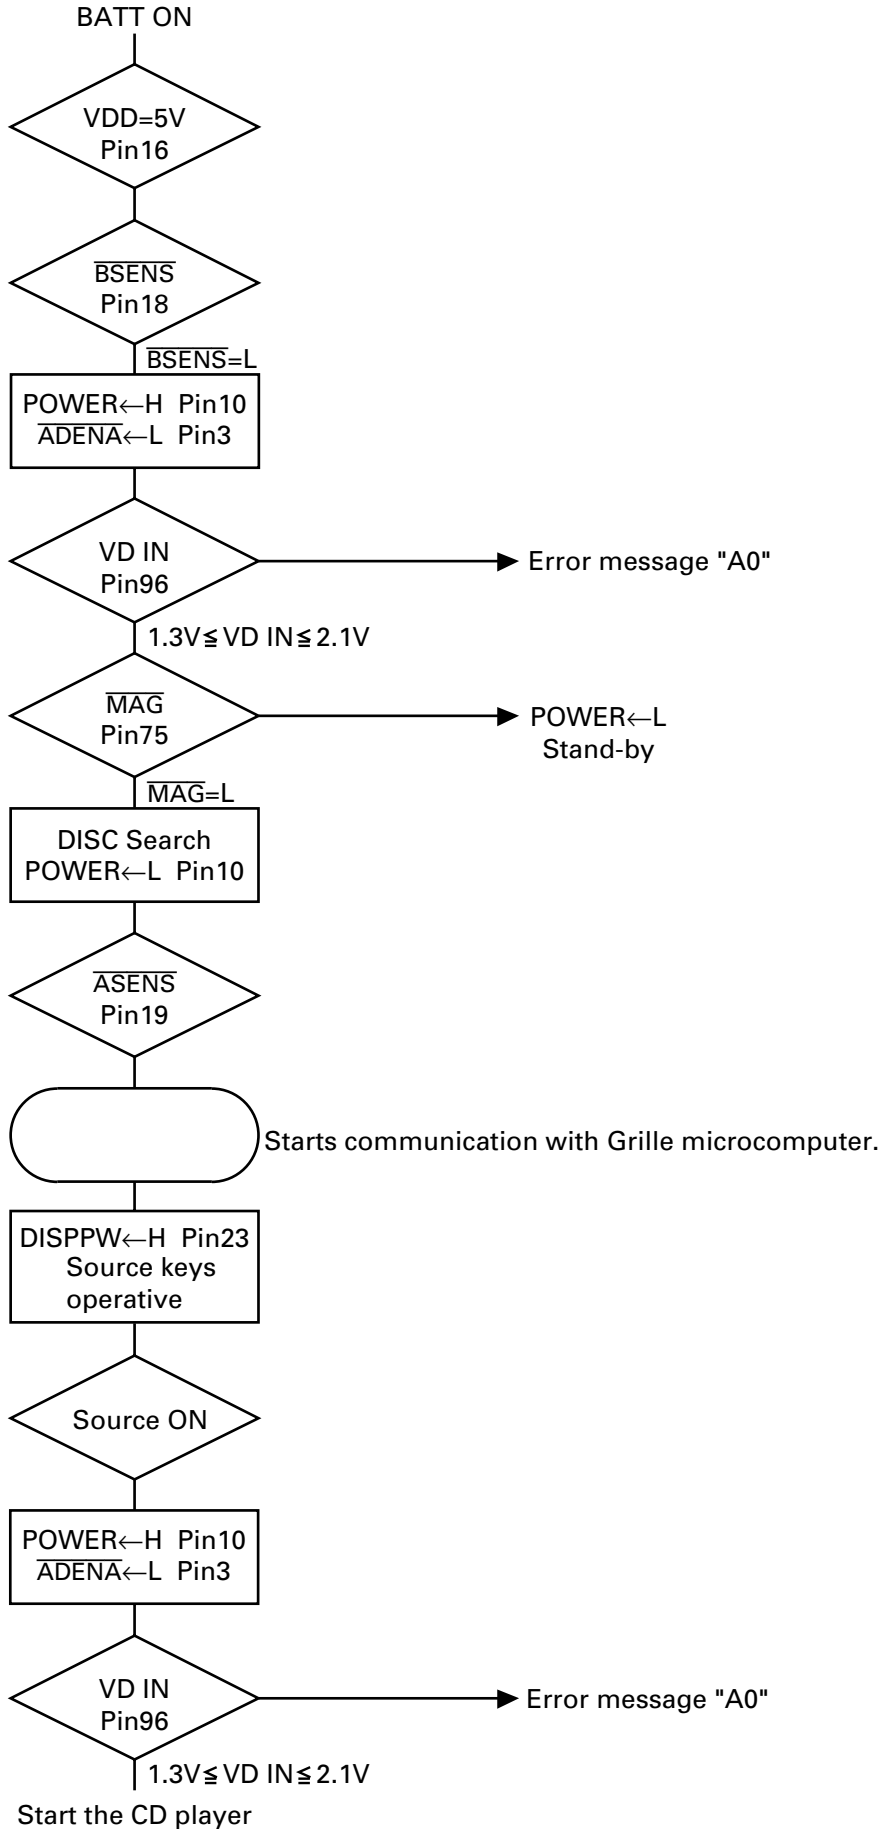 BATT ON
VDD=5V
Pin16
BSENS
Pin18
BSENS=L
POWER←H Pin10
ADENA←L Pin3
VD IN
Pin96
Error message "A0"
1.3V≦VD IN≦2.1V
MAG
Pin75
POWER←L
Stand-by
MAG=L
DISC Search
POWER←L Pin10
ASENS
Pin19
Starts communication with Grille microcomputer.
DISPPW←H Pin23
Source keys
operative
Source ON
POWER←H Pin10
ADENA←L Pin3
VD IN
Pin96
Error message "A0"
1.3V≦VD IN≦2.1V
Start the CD player